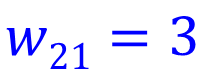 w₂₁ = 3